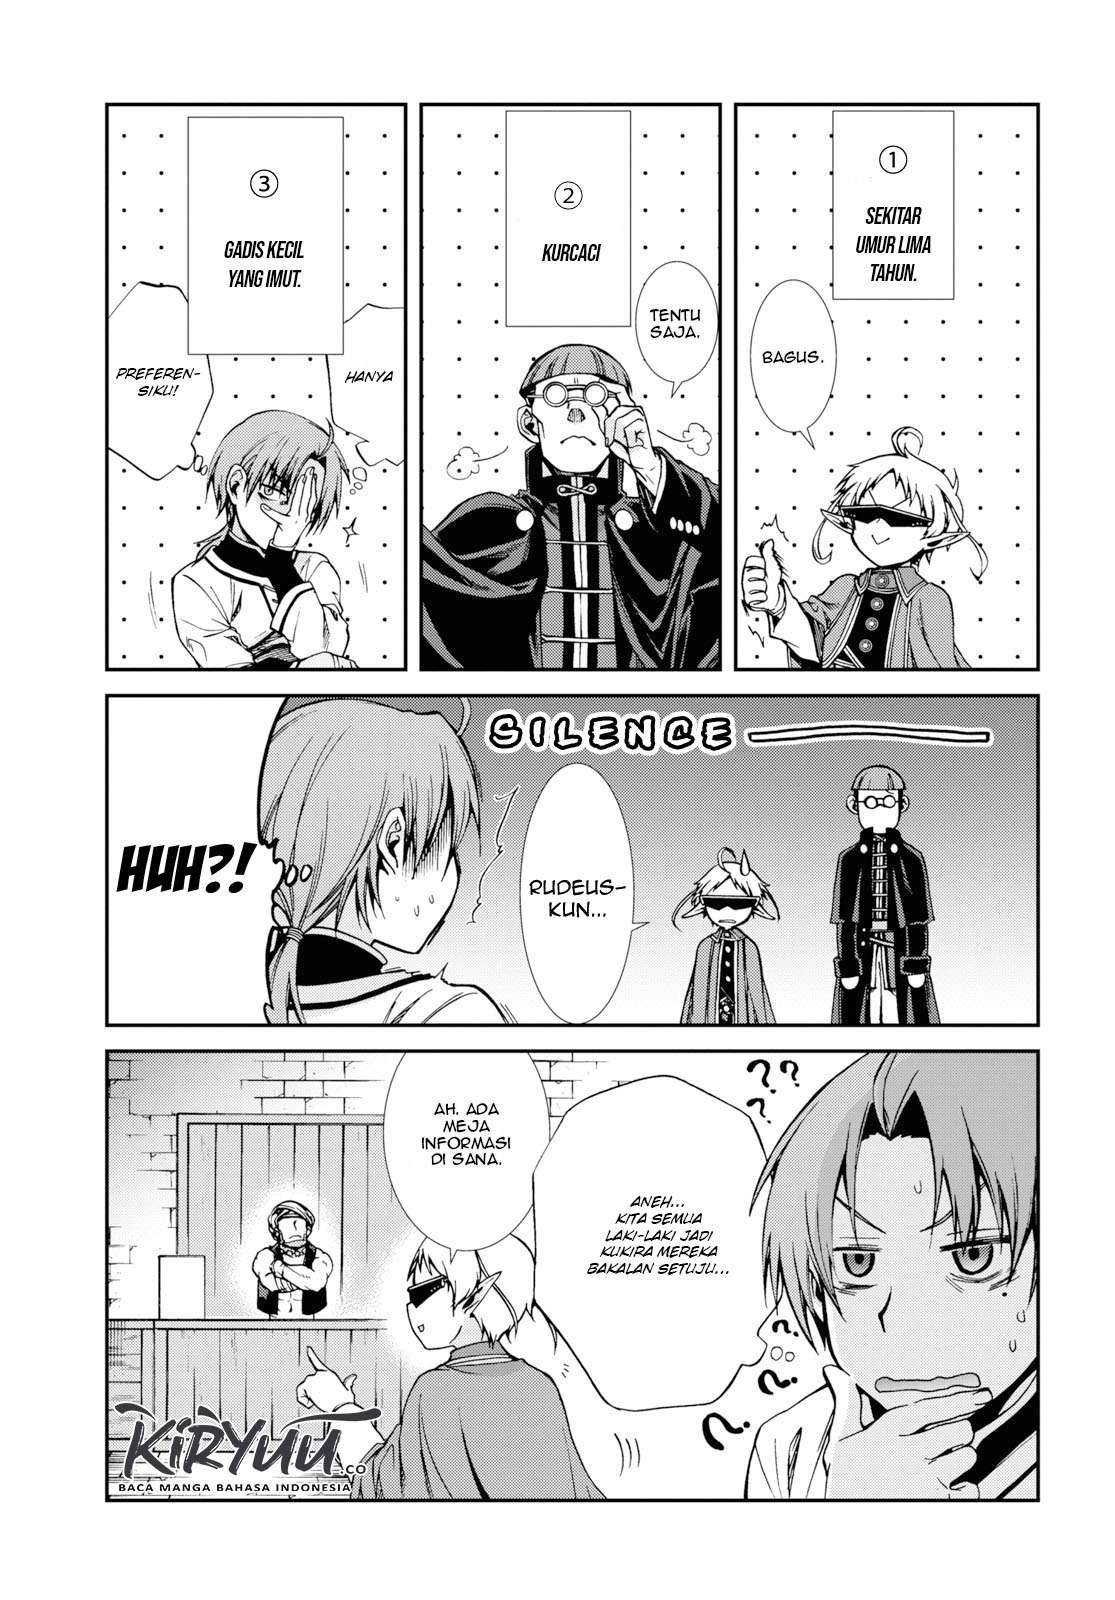 ①
SEKITAR
UMUR LIMA
TAHUN.
BAGUS.
②
KURCACI
TENTU
SAJA.
③
GADIS KECIL
YANG IMUT.
HANYA
PREFEREN-
SIKU!
SILENCE
RUDEUS-
KUN...
HUH?!
ANEH...
KITA SEMUA
LAKI-LAKI JADI
KUKIRA MEREKA
BAKALAN SETUJU...
? ? ?
? ?
? ?
AH. ADA
MEJA
INFORMASI
DI SANA.
KiRYUU.CO
BACA MANGA BAHASA INDONESIA